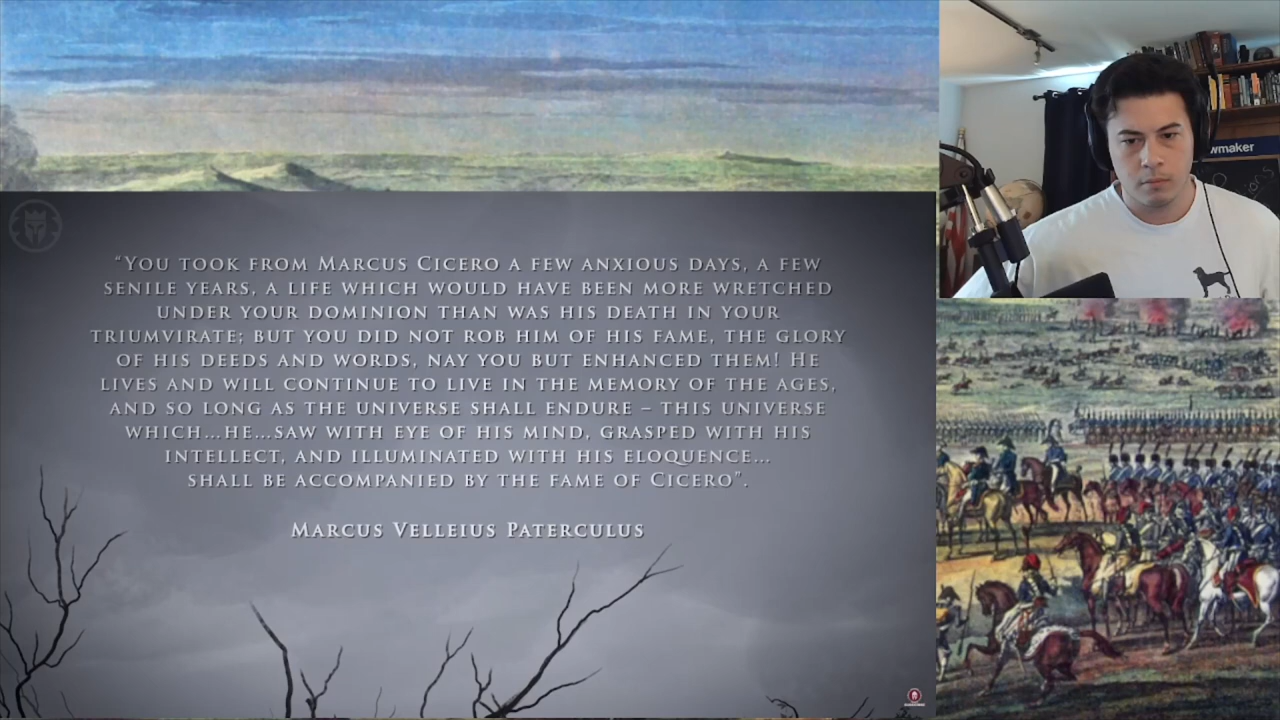 “You took from Marcus Cicero a few anxious days, a few
senile years, a life which would have been more wretched
under your dominion than was his death in your
triumvirate; but you did not rob him of his fame, the glory
of his deeds and words, nay you but enhanced them! He
lives and will continue to live in the memory of the ages,
and so long as the universe shall endure – this universe
which...he...saw with eye of his mind, grasped with his
intellect, and illuminated with his eloquence...
shall be accompanied by the fame of Cicero”.
Marcus Velleius Paterculus
wmaker